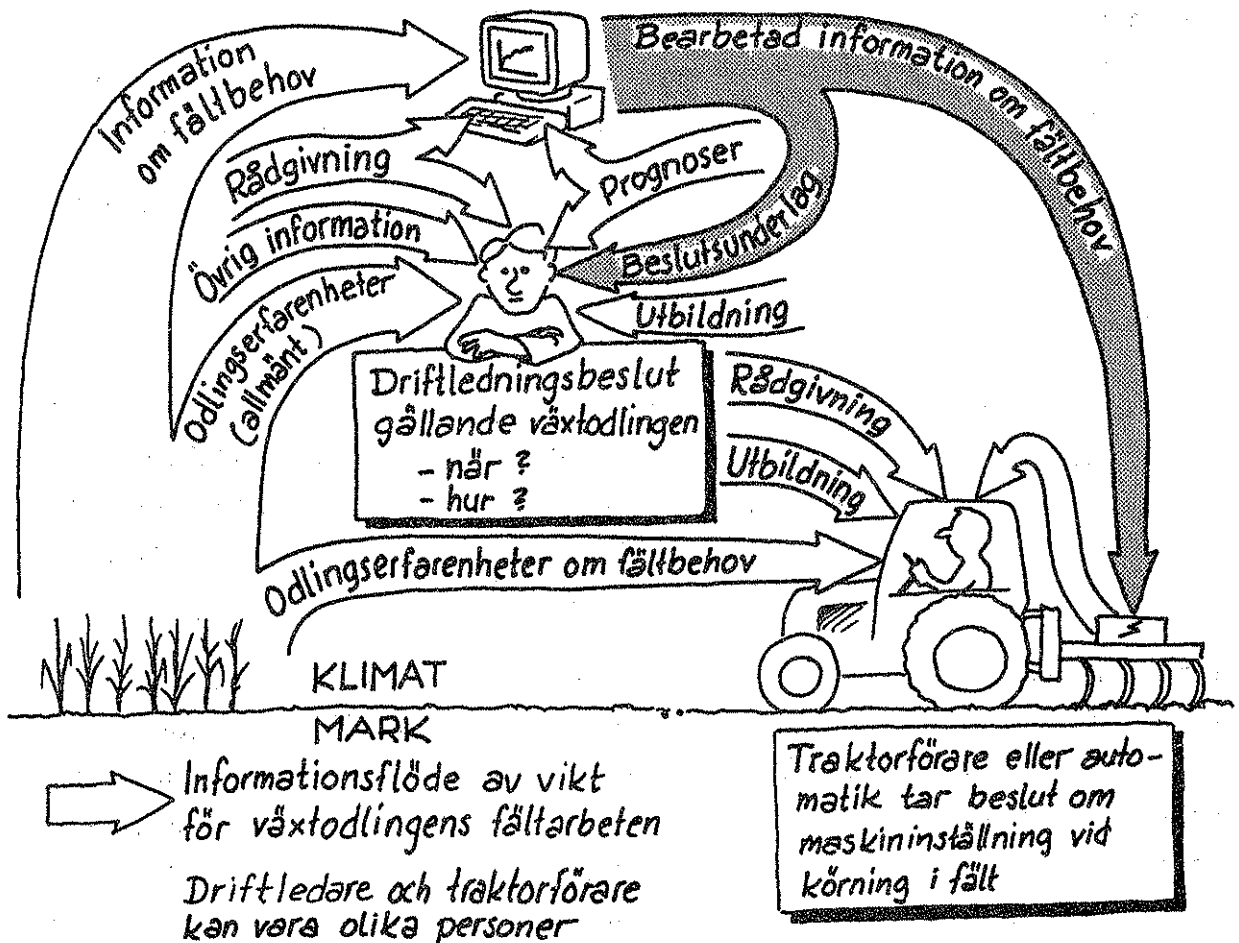 Information
om fältbehov
Bearbetad information om fältbehov
Rådgivning
Prognoser
Övrig information
Beslutsunderlag
Odlingserfarenheter
(allmänt)
Utbildning
Driftledningsbeslut
gällande växtodlingen
- när ?
- hur ?
Rådgivning
Utbildning
Odlingserfarenheter om fältbehov
KLIMAT
MARK
Informationsflöde av vikt
för växtodlingens fältarbeten
Driftledare och traktorförare
kan vara olika personer
Traktorförare eller auto-
matik tar beslut om
maskininställning vid
körning i fält